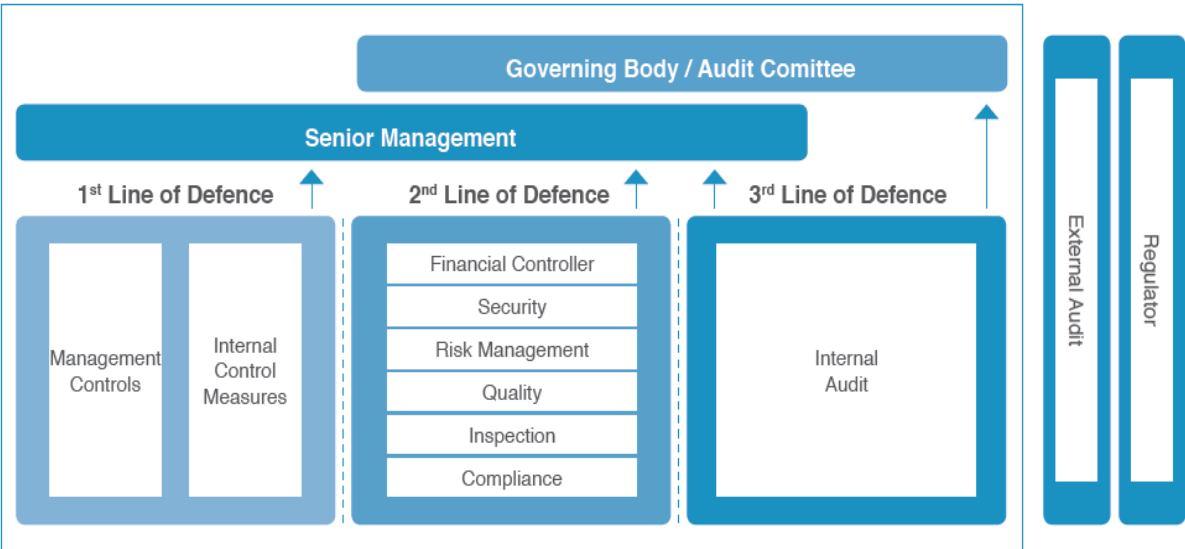 Governing Body / Audit Comittee
Senior Management
1st Line of Defence
2nd Line of Defence
3rd Line of Defence
Management
Controls
Internal
Control
Measures
Financial Controller
Security
Risk Management
Quality
Inspection
Compliance
Internal
Audit
External Audit
Regulator